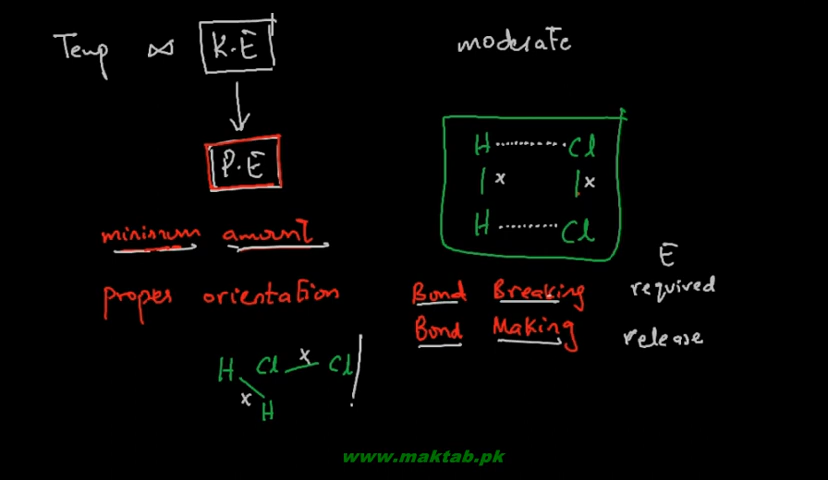 Temp ∝ K.E
moderate
P.E
H ........... Cl
| x | x
H ........... Cl
minimum amount
proper orientation
Bond Breaking
E required
Bond Making
release
H Cl x Cl
x H
www.maktab.pk